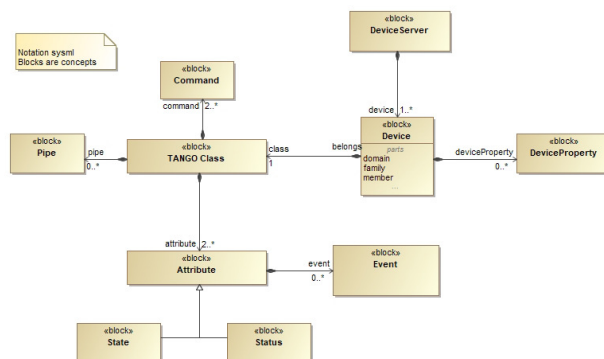 «block»
DeviceServer
Notation sysml
Blocks are concepts
«block»
Command
command 2..*
device 1..*
«block»
Pipe
pipe
0..*
«block»
TANGO Class
class
1
belongs
«block»
Device
parts
domain
family
member
...
deviceProperty
0..*
«block»
DeviceProperty
attribute 2..*
«block»
Attribute
event
0..*
«block»
Event
«block»
State
«block»
Status